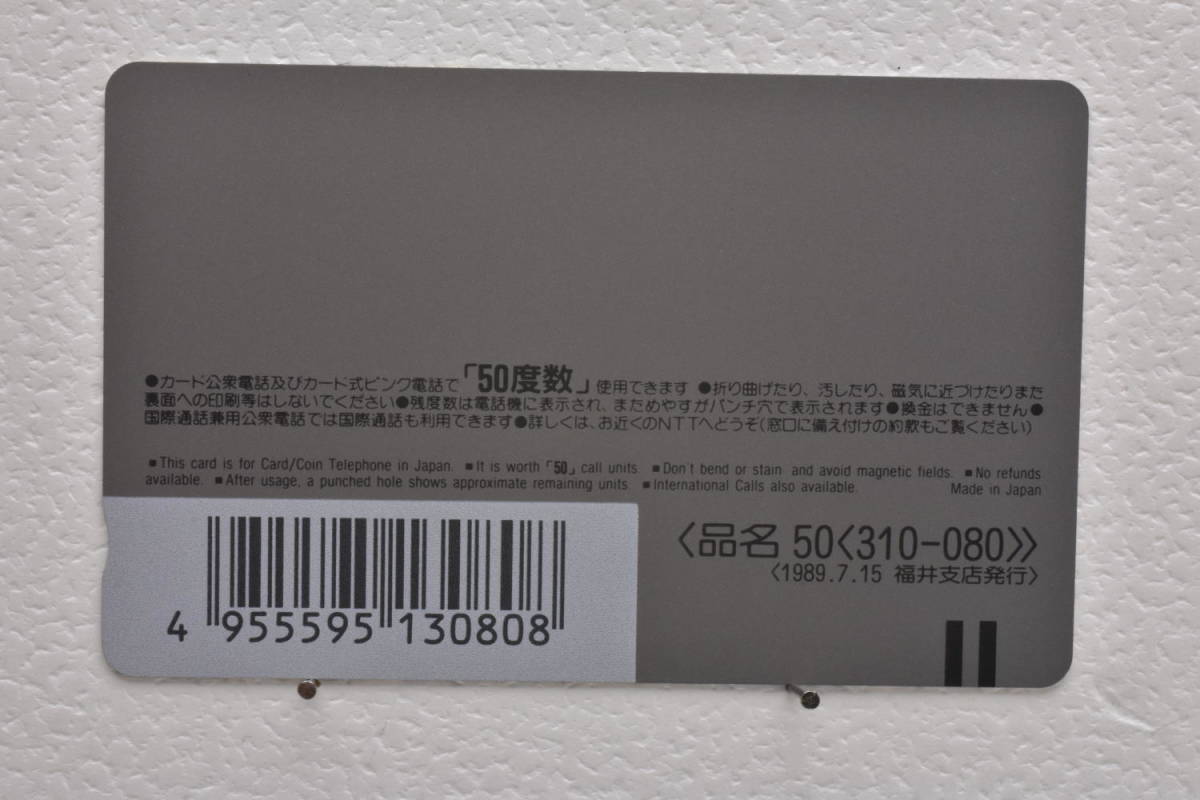 ●カード公衆電話及びカード式ピンク電話で「50度数」使用できます ●折り曲げたり、汚したり、磁気に近づけたりまた
裏面への印刷等はしないでください●残度数は電話機に表示され、まためやすがパンチ穴で表示されます●換金はできません●
国際通話兼用公衆電話では国際通話も利用できます●詳しくは、お近くのNTTへどうぞ(窓口に備え付けの約款もご覧ください)
■This card is for Card/Coin Telephone in Japan. ■It is worth「50」call units. ■Don't bend or stain and avoid magnetic fields. ■No refunds
available. ■After usage, a punched hole shows approximate remaining units. ■International Calls also available. Made in Japan
〈品名 50〈310-080〉〉
〈1989.7.15 福井支店発行〉
4 955595 130808